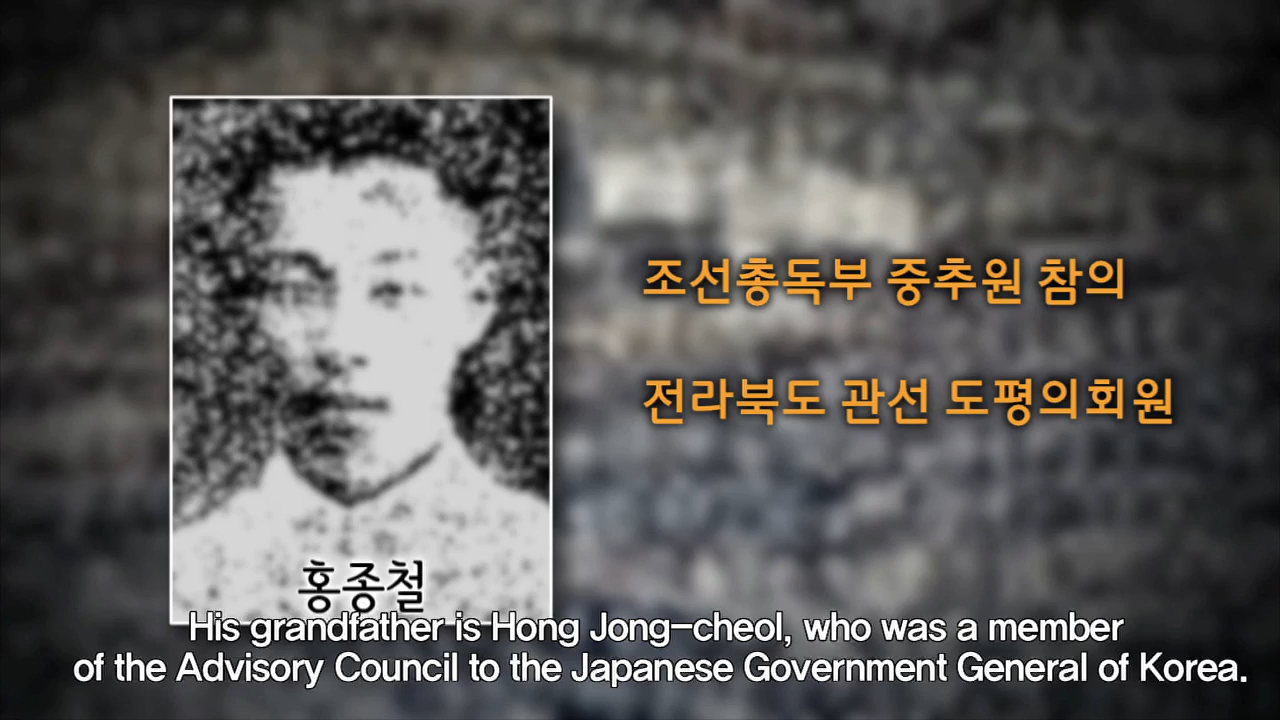 조선총독부 중추원 참의
전라북도 관선 도평의회원
홍종철
His grandfather is Hong Jong-cheol, who was a member
of the Advisory Council to the Japanese Government General of Korea.